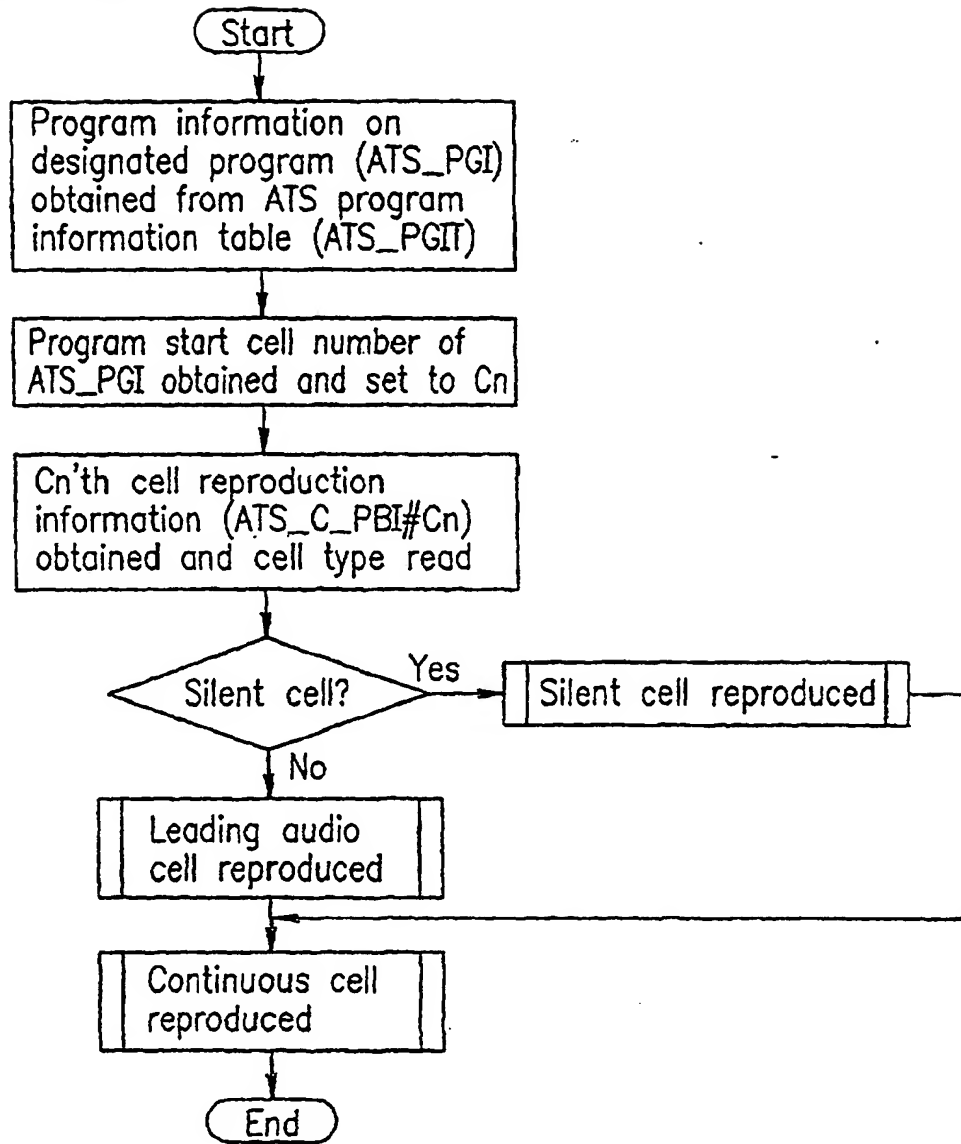 Start
Program information on
designated program (ATS_PGI)
obtained from ATS program
information table (ATS_PGIT)
Program start cell number of
ATS_PGI obtained and set to Cn
Cn'th cell reproduction
information (ATS_C_PBI#Cn)
obtained and cell type read
Silent cell?
Yes
Silent cell reproduced
No
Leading audio
cell reproduced
Continuous cell
reproduced
End